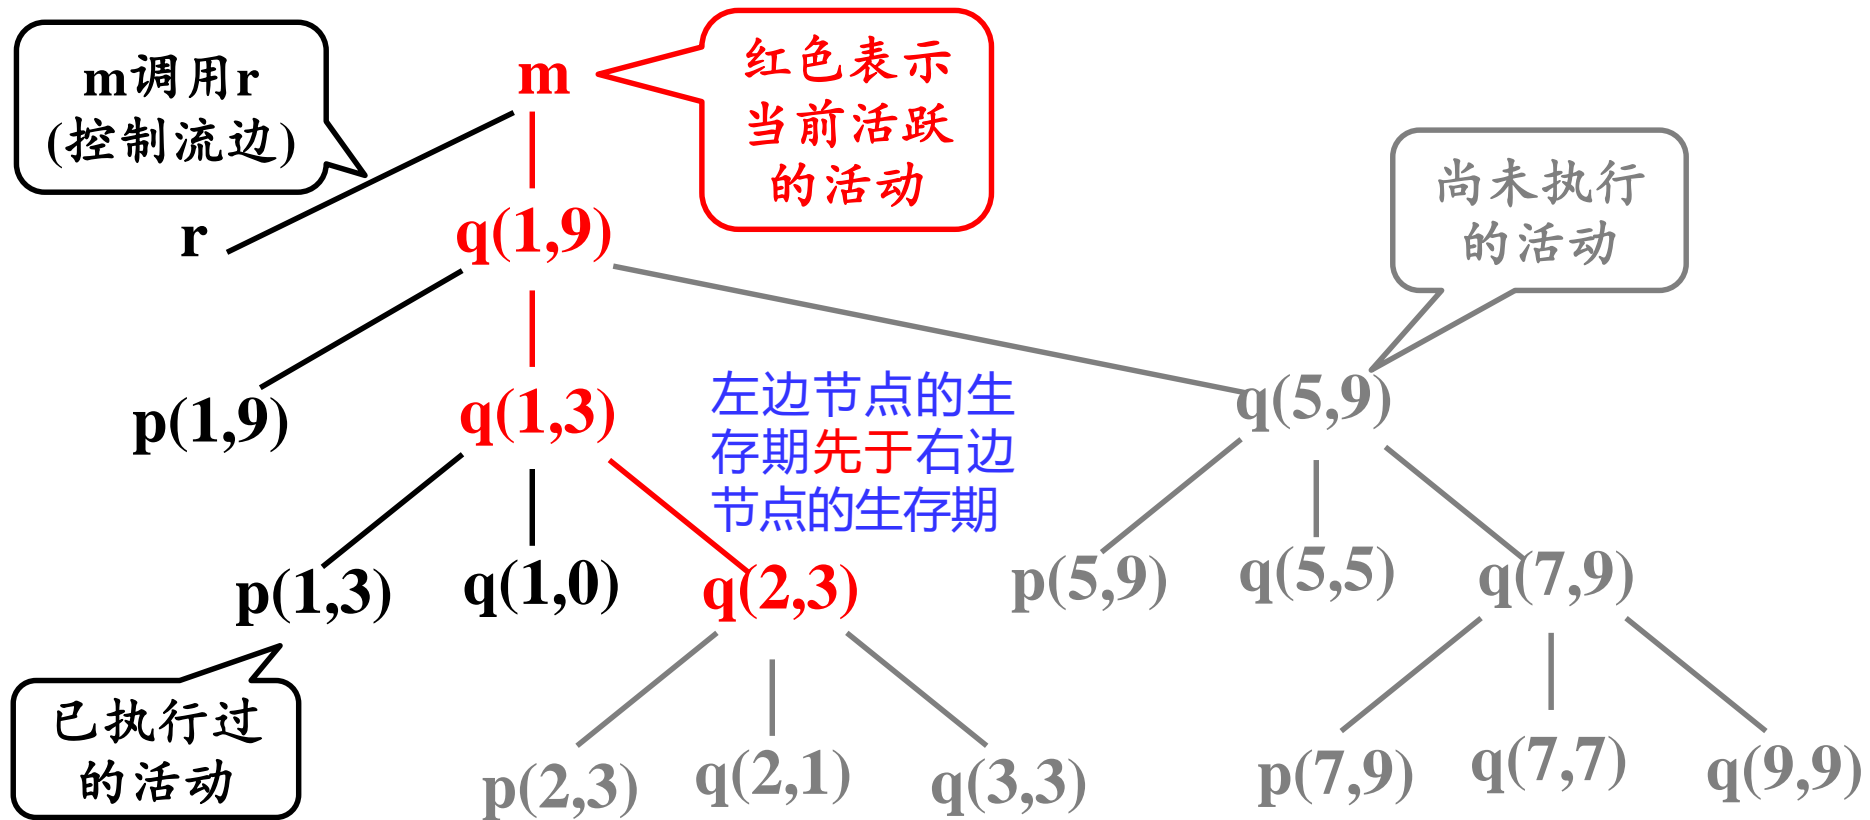 m调用r
(控制流边)
m
红色表示
当前活跃
的活动
尚未执行
的活动
r
q(1,9)
p(1,9)
q(1,3)
左边节点的生
存期先于右边
节点的生存期
q(5,9)
p(1,3)
q(1,0)
q(2,3)
p(5,9)
q(5,5)
q(7,9)
已执行过
的活动
p(2,3)
q(2,1)
q(3,3)
p(7,9)
q(7,7)
q(9,9)